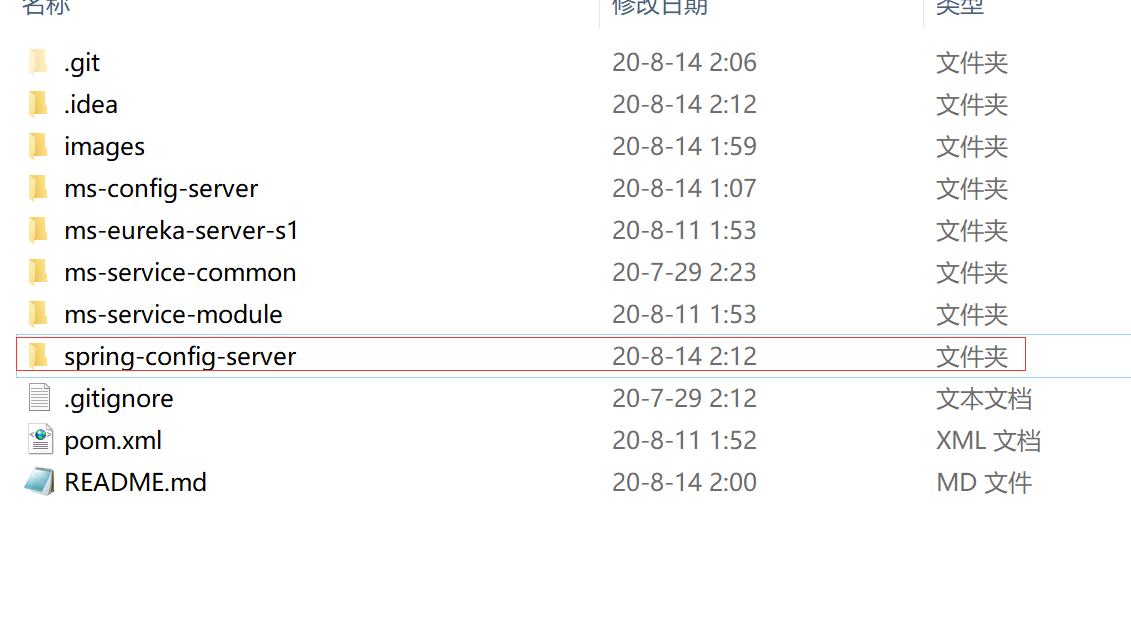 名称 修改日期 类型
.git 20-8-14 2:06 文件夹
.idea 20-8-14 2:12 文件夹
images 20-8-14 1:59 文件夹
ms-config-server 20-8-14 1:07 文件夹
ms-eureka-server-s1 20-8-11 1:53 文件夹
ms-service-common 20-7-29 2:23 文件夹
ms-service-module 20-8-11 1:53 文件夹
spring-config-server 20-8-14 2:12 文件夹
.gitignore 20-7-29 2:12 文本文档
pom.xml 20-8-11 1:52 XML 文档
README.md 20-8-14 2:00 MD 文件